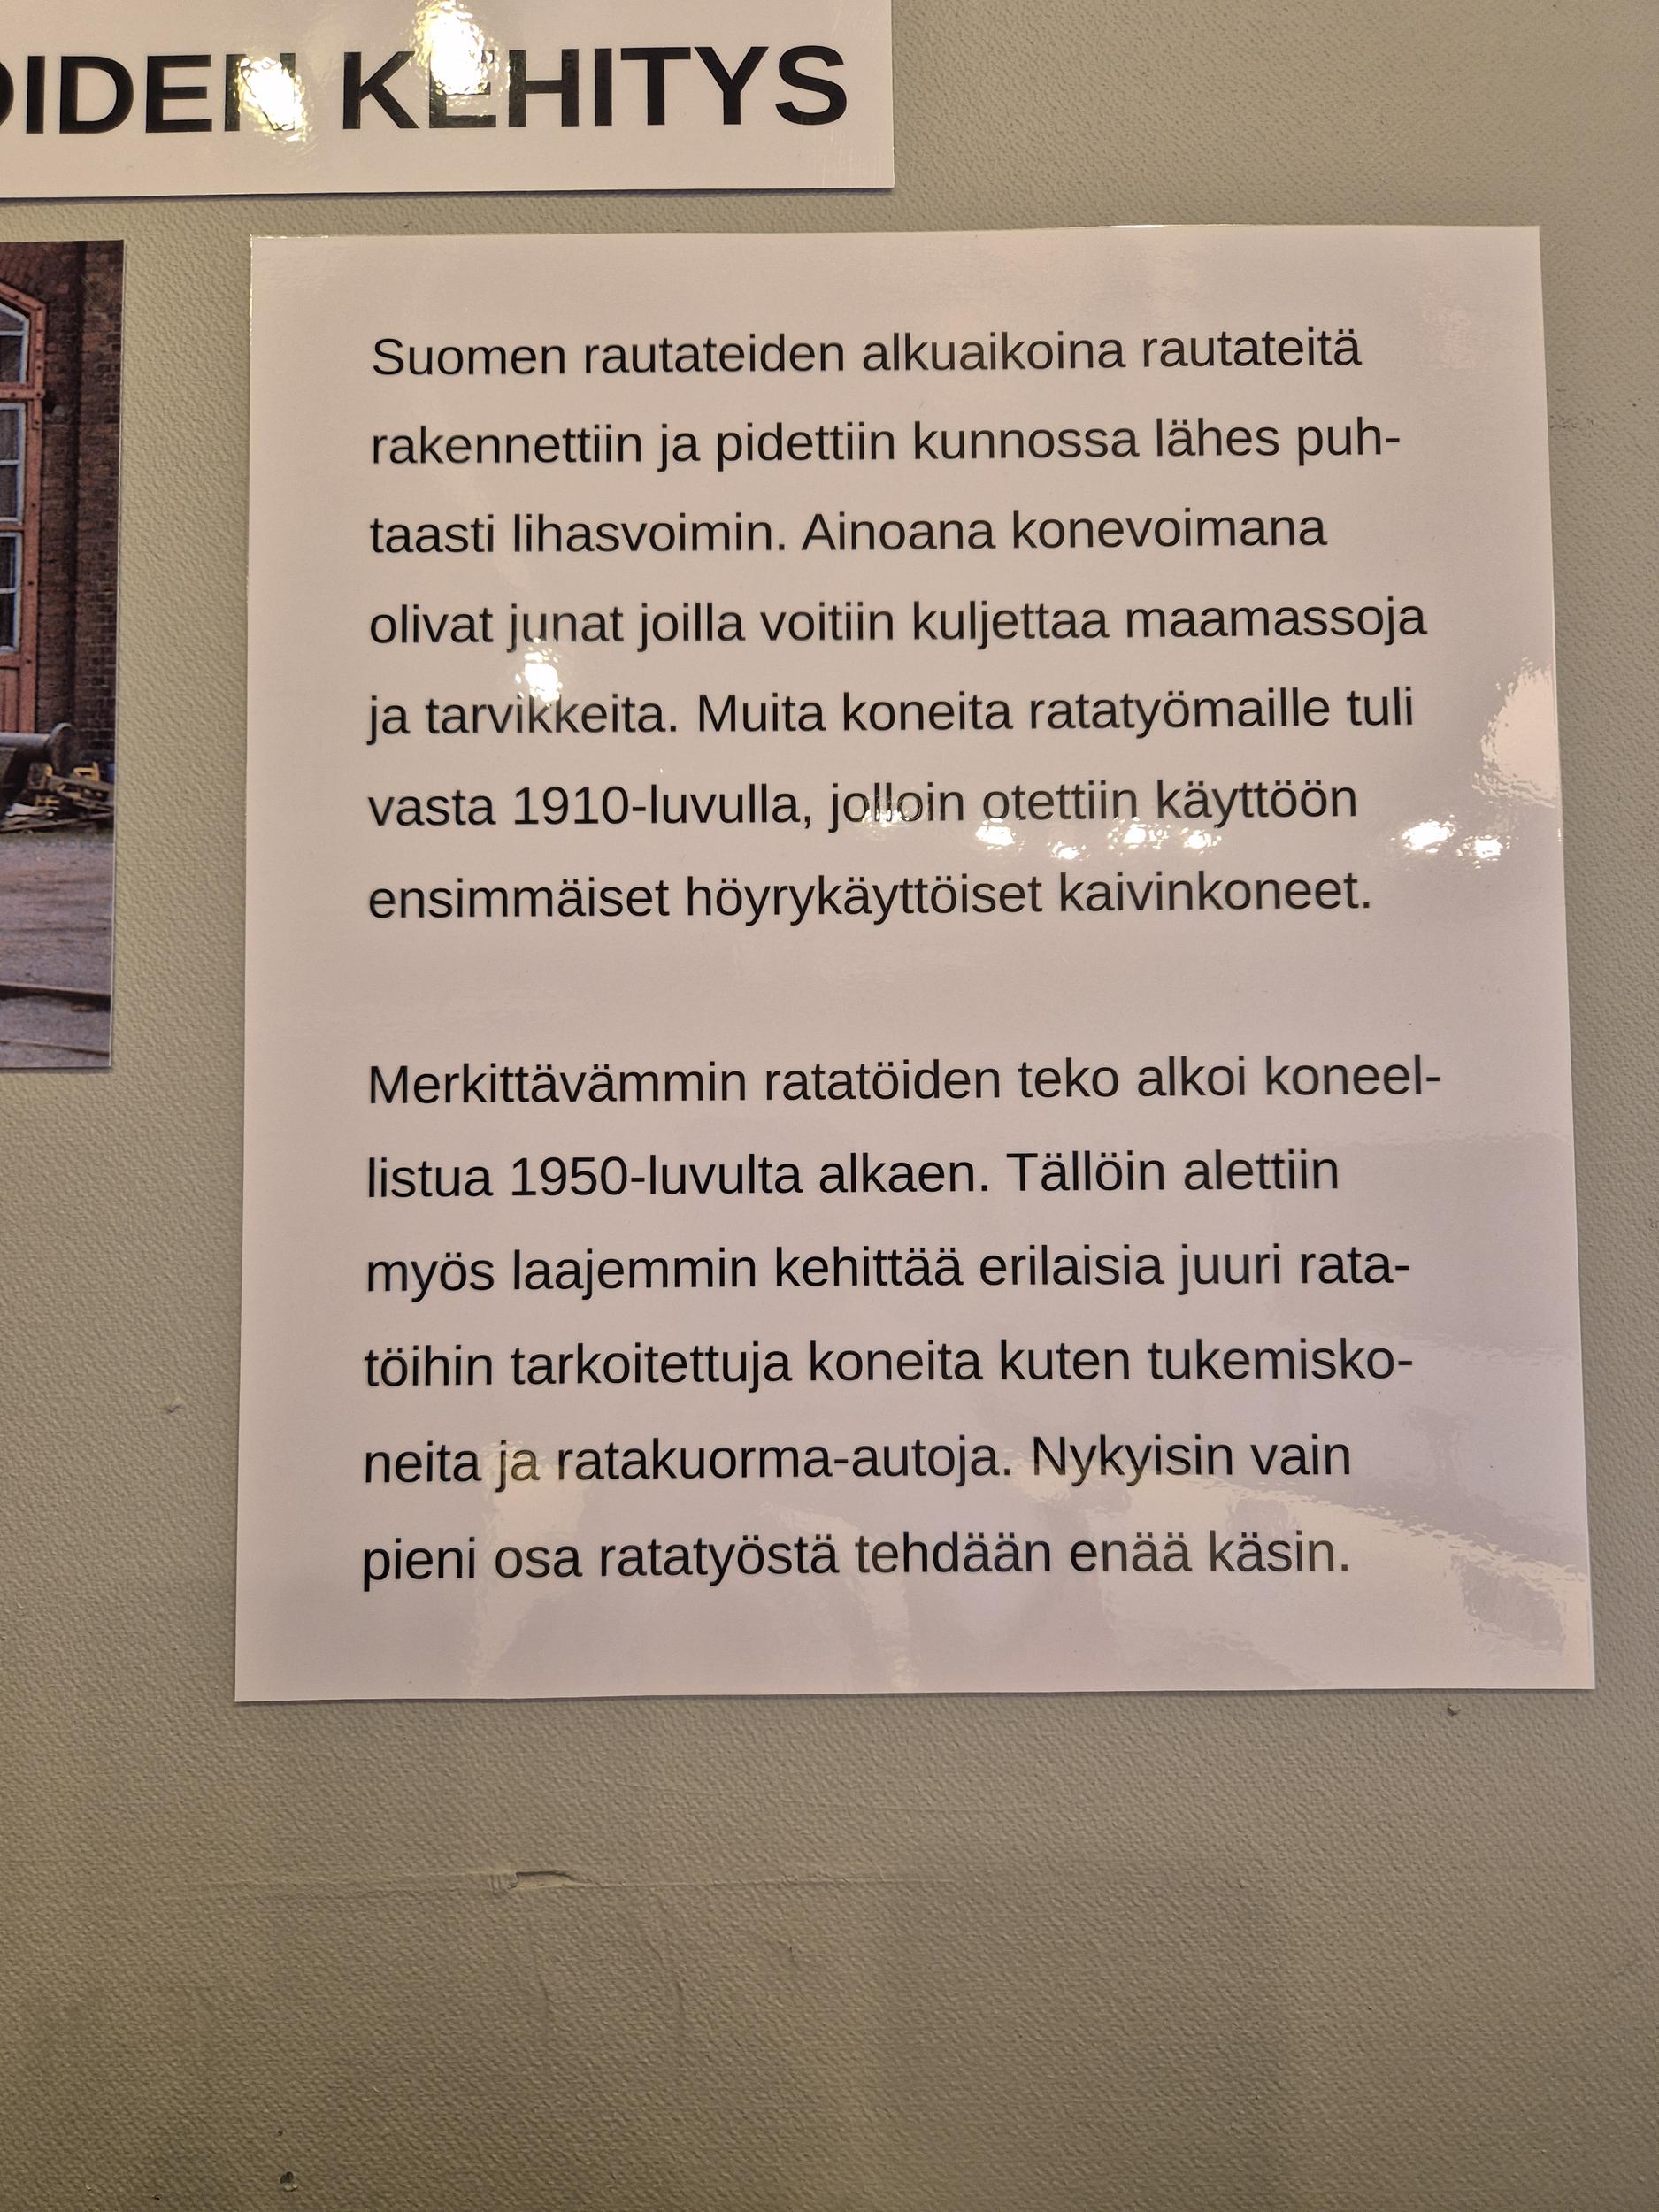 OIDEN KEHITYS
Suomen rautateiden alkuaikoina rautateitä
rakennettiin ja pidettiin kunnossa lähes puh-
taasti lihasvoimin. Ainoana konevoimana
olivat junat joilla voitiin kuljettaa maamassoja
ja tarvikkeita. Muita koneita ratatyömaille tuli
vasta 1910-luvulla, jolloin otettiin käyttöön
ensimmäiset höyrykäyttöiset kaivinkoneet.
Merkittävämmin ratatöiden teko alkoi koneel-
listua 1950-luvulta alkaen. Tällöin alettiin
myös laajemmin kehittää erilaisia juuri rata-
töihin tarkoitettuja koneita kuten tukemisko-
neita ja ratakuorma-autoja. Nykyisin vain
pieni osa ratatyöstä tehdään enää käsin.